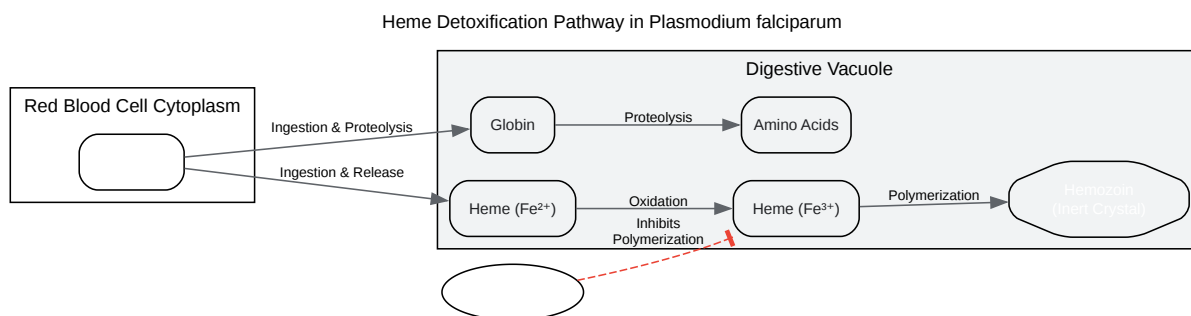 Heme Detoxification Pathway in Plasmodium falciparum
Digestive Vacuole
Red Blood Cell Cytoplasm
Ingestion & Proteolysis
Globin
Proteolysis
Amino Acids
Ingestion & Release
Heme (Fe²⁺)
Oxidation
Heme (Fe³⁺)
Polymerization
Hemozoin
(Inert Crystal)
Inhibits
Polymerization